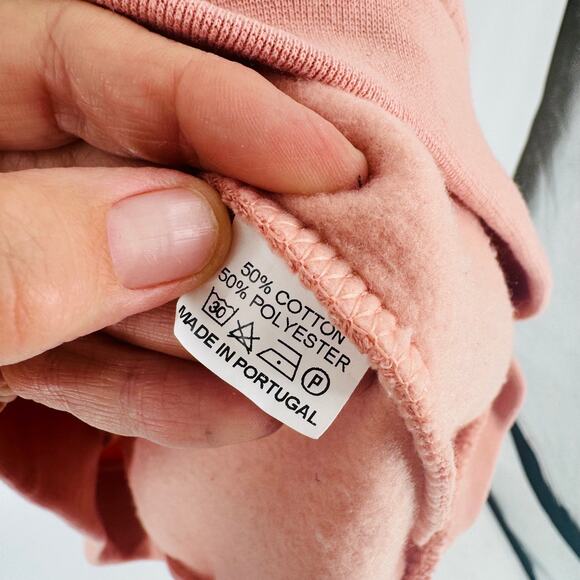 50% COTTON
50% POLYESTER
30 P
MADE IN PORTUGAL